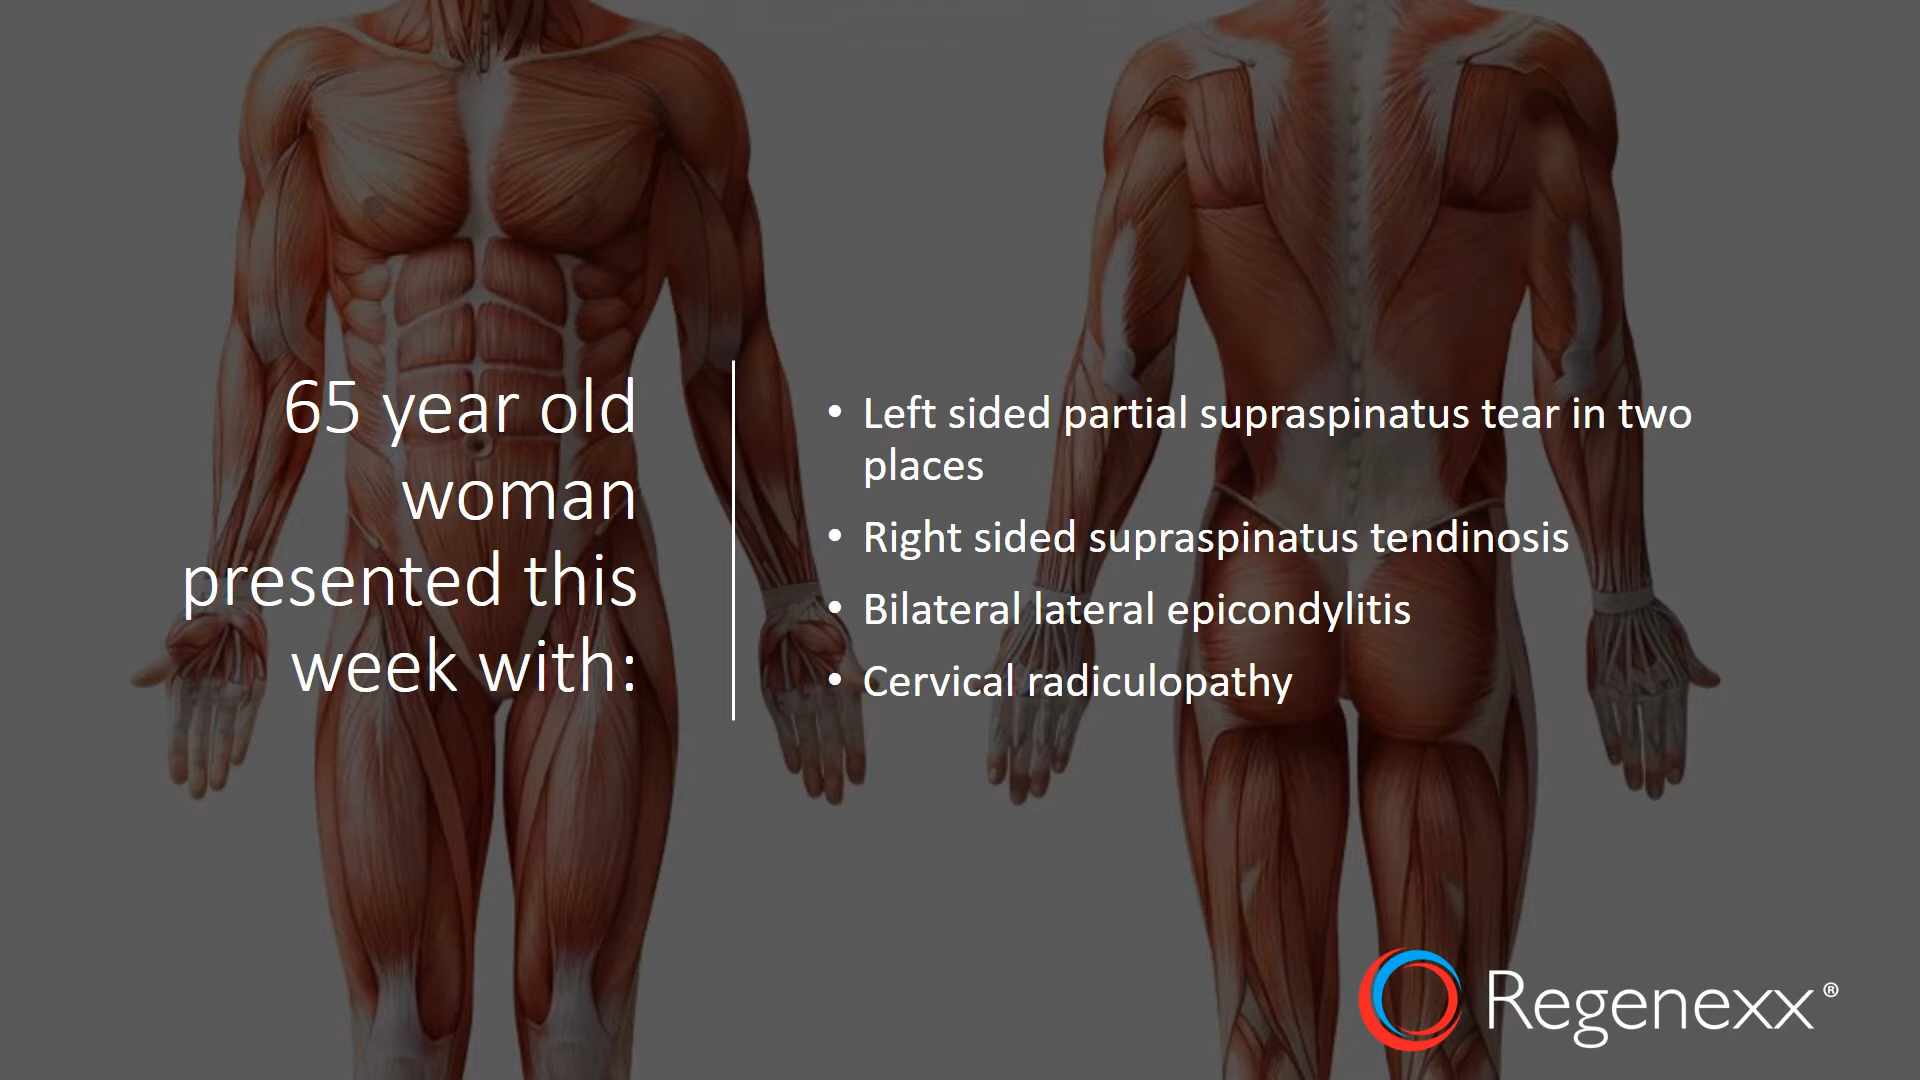 65 year old
woman
presented this
week with:
• Left sided partial supraspinatus tear in two
places
• Right sided supraspinatus tendinosis
• Bilateral lateral epicondylitis
• Cervical radiculopathy
Regenexx®